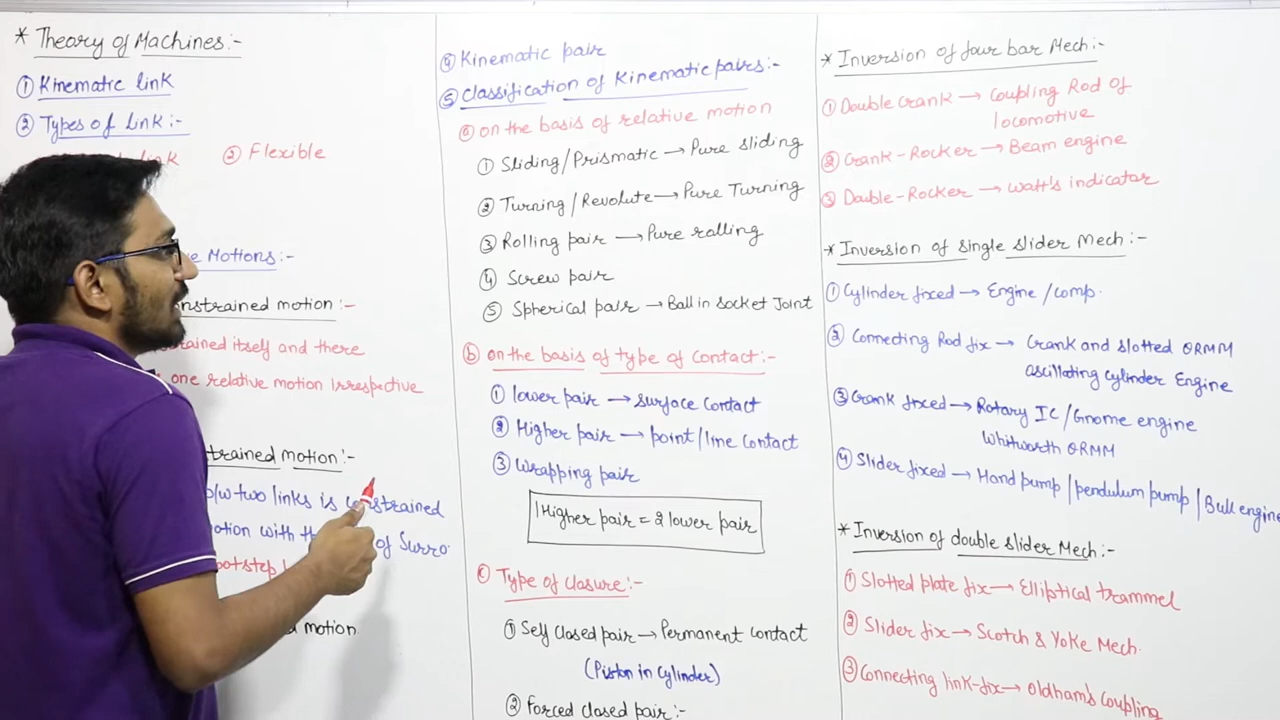 * Theory of Machines:-
① Kinematic link
② Types of Link:-
link ② Flexible
Motions:-
motion:-
itself and there
one relative motion Irrespective
motion:-
b/w two links is constrained
with of Surro.
motion
④ Kinematic pair
⑤ Classification of Kinematic pairs:-
ⓐ on the basis of relative motion
① Sliding/Prismatic → Pure sliding
② Turning/Revolute → Pure Turning
③ Rolling pair → Pure rolling
④ Screw pair
⑤ Spherical pair → Ball in Socket Joint
ⓑ on the basis of type of Contact:-
① lower pair → surface contact
② Higher pair → point/line Contact
③ Wrapping pair
1 Higher pair = 2 lower pair
ⓒ Type of closure:-
① Self Closed pair → Permanent contact
(Piston in cylinder)
② Forced closed pair:-
* Inversion of four bar Mech:-
① Double crank → Coupling Rod of
locomotive
② Crank-Rocker → Beam engine
③ Double-Rocker → Watt's indicator
* Inversion of single slider Mech:-
① Cylinder fixed → Engine/comp.
② Connecting Rod fix → Crank and slotted QRMM
oscillating cylinder Engine
③ Crank fixed → Rotary IC/Gnome engine
Whitworth QRMM
④ Slider fixed → Hand pump/pendulum pump/Bull engine
* Inversion of double slider Mech:-
① Slotted plate fix → Elliptical trammel
② Slider fix → Scotch & Yoke Mech.
③ Connecting link-fix → Oldham's coupling